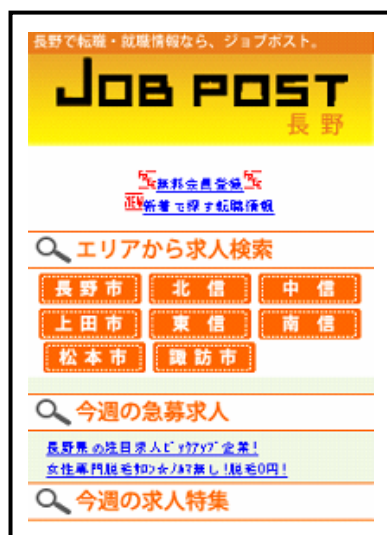 長野で転職・就職情報なら、ジョブポスト。
JOB POST
長野
無料会員登録
NEW新着で探す転職情報
エリアから求人検索
長野市 北信 中信
上田市 東信 南信
松本市 諏訪市
今週の急募求人
長野県の注目求人ピックアップ企業!
女性専門脱毛サロン☆ノルマ無し!脱毛0円!
今週の求人特集